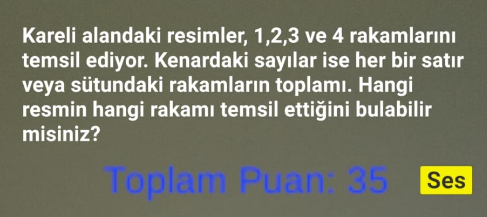 Kareli alandaki resimler, 1,2,3 ve 4 rakamlarını
temsil ediyor. Kenardaki sayılar ise her bir satır
veya sütundaki rakamların toplamı. Hangi
resmin hangi rakamı temsil ettiğini bulabilir
misiniz?
Toplam Puan: 35 Ses